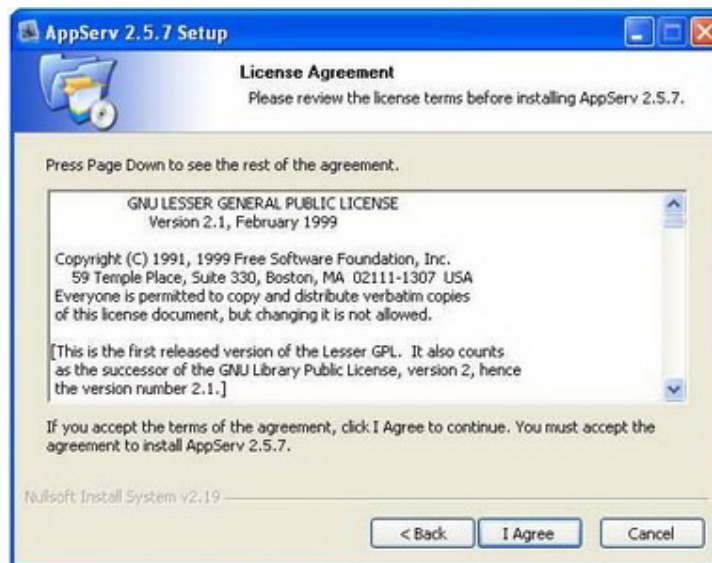 AppServ 2.5.7 Setup
License Agreement
Please review the license terms before installing AppServ 2.5.7.
Press Page Down to see the rest of the agreement.
GNU LESSER GENERAL PUBLIC LICENSE
Version 2.1, February 1999
Copyright (C) 1991, 1999 Free Software Foundation, Inc.
59 Temple Place, Suite 330, Boston, MA 02111-1307 USA
Everyone is permitted to copy and distribute verbatim copies
of this license document, but changing it is not allowed.
[This is the first released version of the Lesser GPL. It also counts
as the successor of the GNU Library Public License, version 2, hence
the version number 2.1.]
If you accept the terms of the agreement, click I Agree to continue. You must accept the
agreement to install AppServ 2.5.7.
Nullsoft Install System v2.19
< Back I Agree Cancel